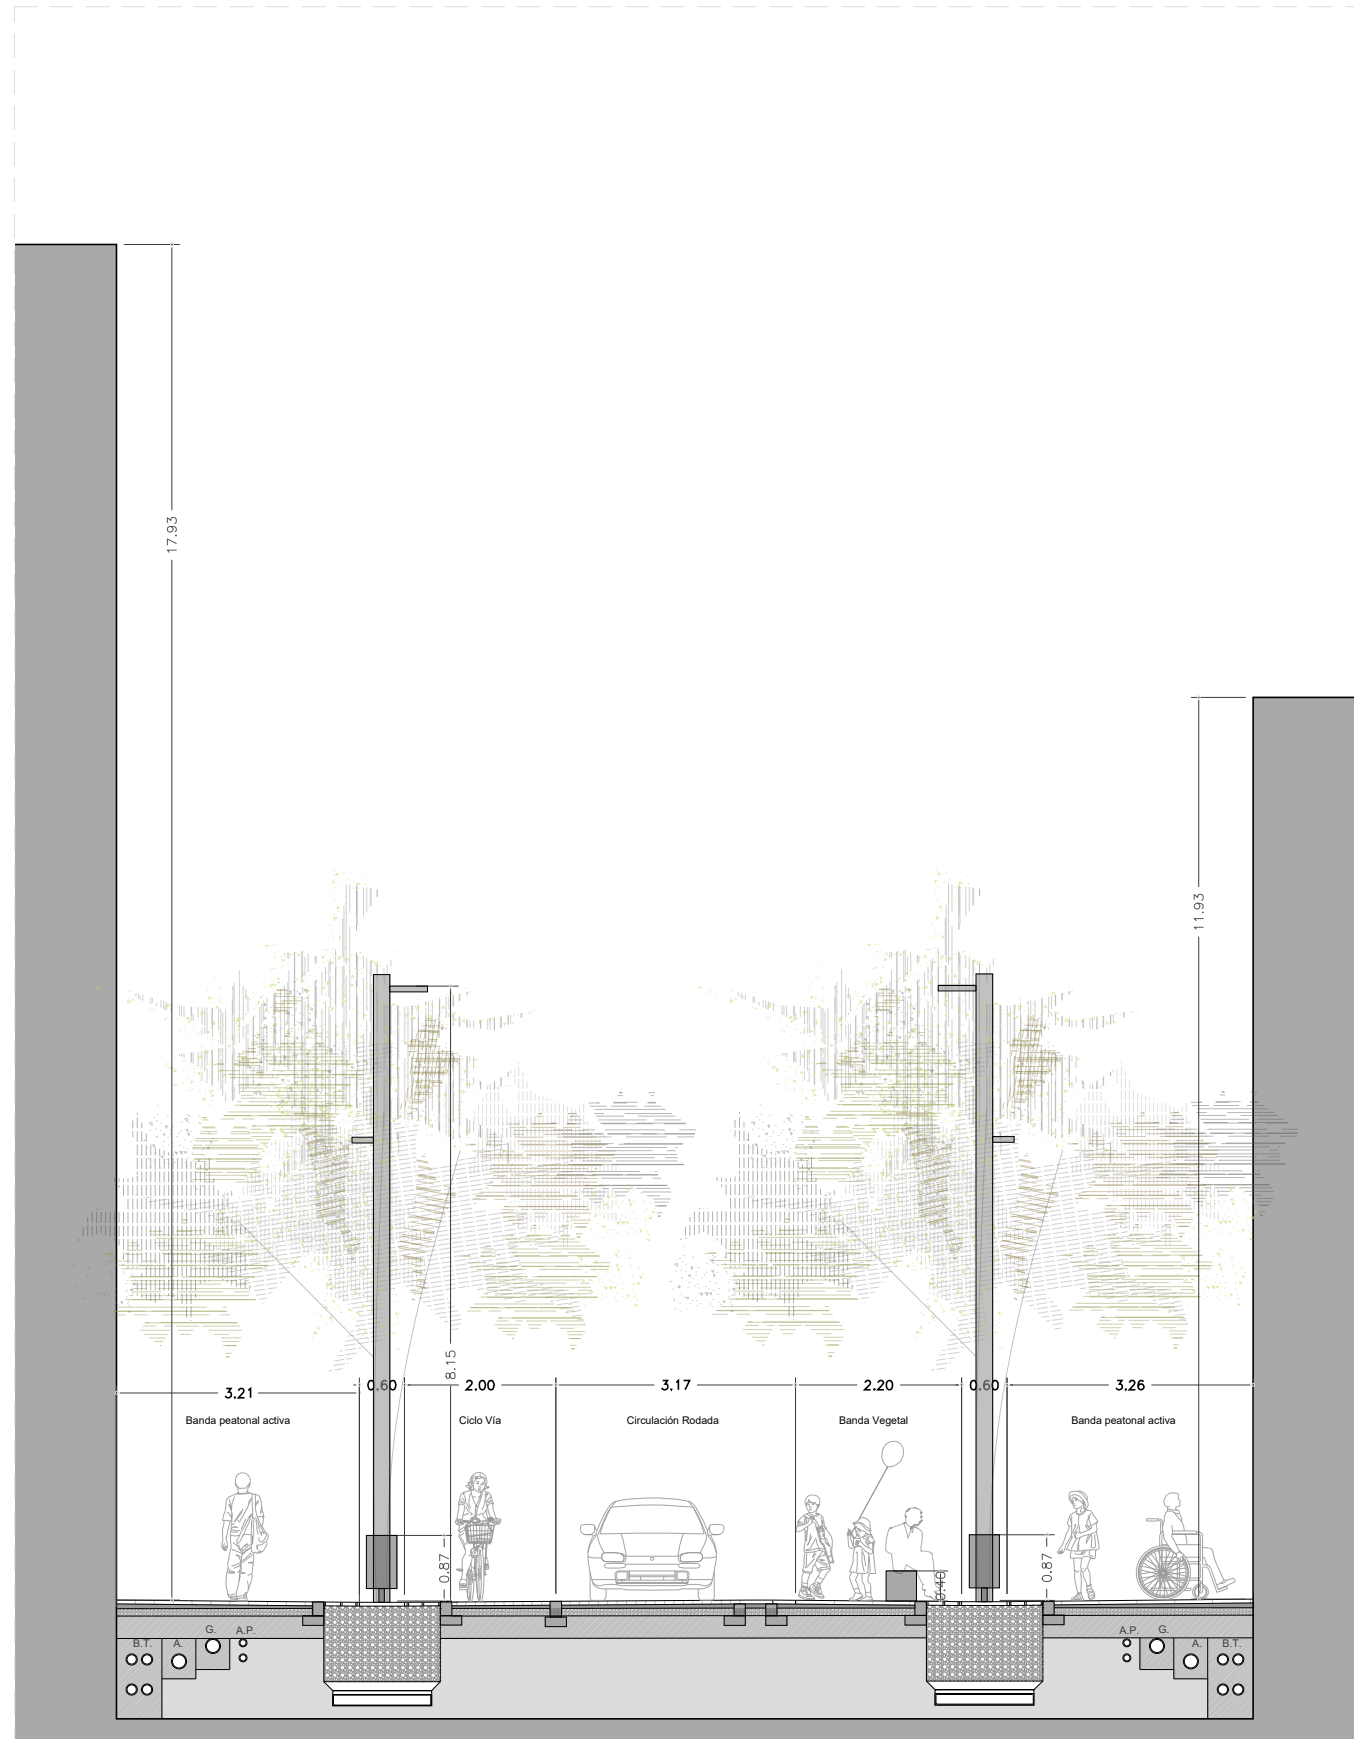 17.93
11.93
8.15
3.21
0.60
2.00
3.17
2.20
0.60
3.26
Banda peatonal activa
Ciclo Vía
Circulación Rodada
Banda Vegetal
Banda peatonal activa
0.87
0.40
0.87
B.T.
A.
G.
A.P.
A.P.
G.
A.
B.T.